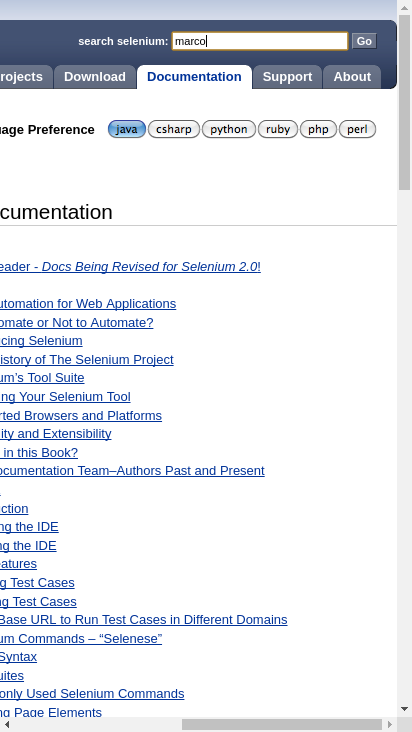 search selenium: marco Go
rojects Download Documentation Support About
uage Preference java csharp python ruby php perl
cumentation
eader - Docs Being Revised for Selenium 2.0!
utomation for Web Applications
omate or Not to Automate?
cing Selenium
istory of The Selenium Project
um’s Tool Suite
ing Your Selenium Tool
rted Browsers and Platforms
ity and Extensibility
in this Book?
ocumentation Team–Authors Past and Present
ction
ng the IDE
ng the IDE
eatures
g Test Cases
ng Test Cases
Base URL to Run Test Cases in Different Domains
um Commands – “Selenese”
Syntax
uites
only Used Selenium Commands
ng Page Elements